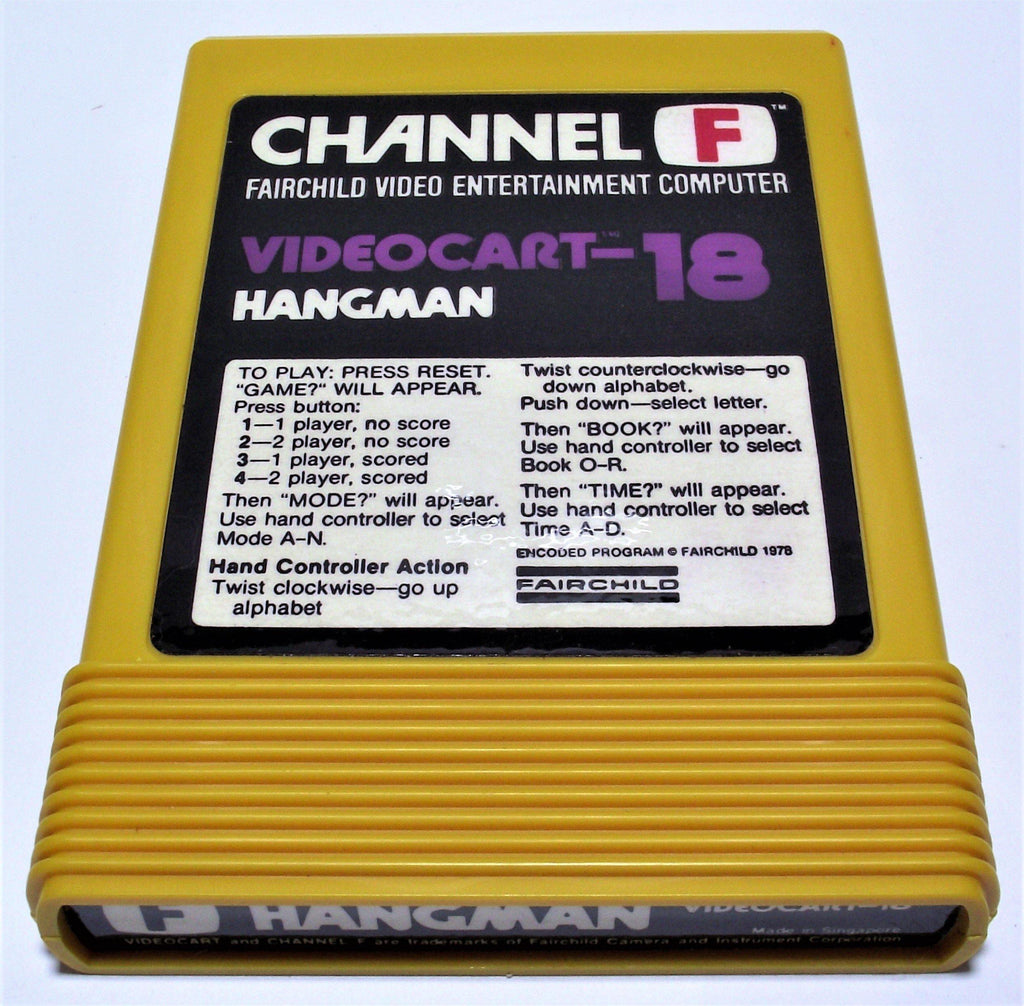 CHANNEL F ™
FAIRCHILD VIDEO ENTERTAINMENT COMPUTER
VIDEOCART™-18
HANGMAN
TO PLAY: PRESS RESET.
"GAME?" WILL APPEAR.
Press button:
1—1 player, no score
2—2 player, no score
3—1 player, scored
4—2 player, scored
Then "MODE?" will appear.
Use hand controller to select
Mode A–N.
Hand Controller Action
Twist clockwise—go up
alphabet
Twist counterclockwise—go
down alphabet.
Push down—select letter.
Then "BOOK?" will appear.
Use hand controller to select
Book O–R.
Then "TIME?" will appear.
Use hand controller to select
Time A–D.
ENCODED PROGRAM © FAIRCHILD 1978
FAIRCHILD
F HANGMAN VIDEOCART-18
Made in Singapore
VIDEOCART and CHANNEL F are trademarks of Fairchild Camera and Instrument Corporation